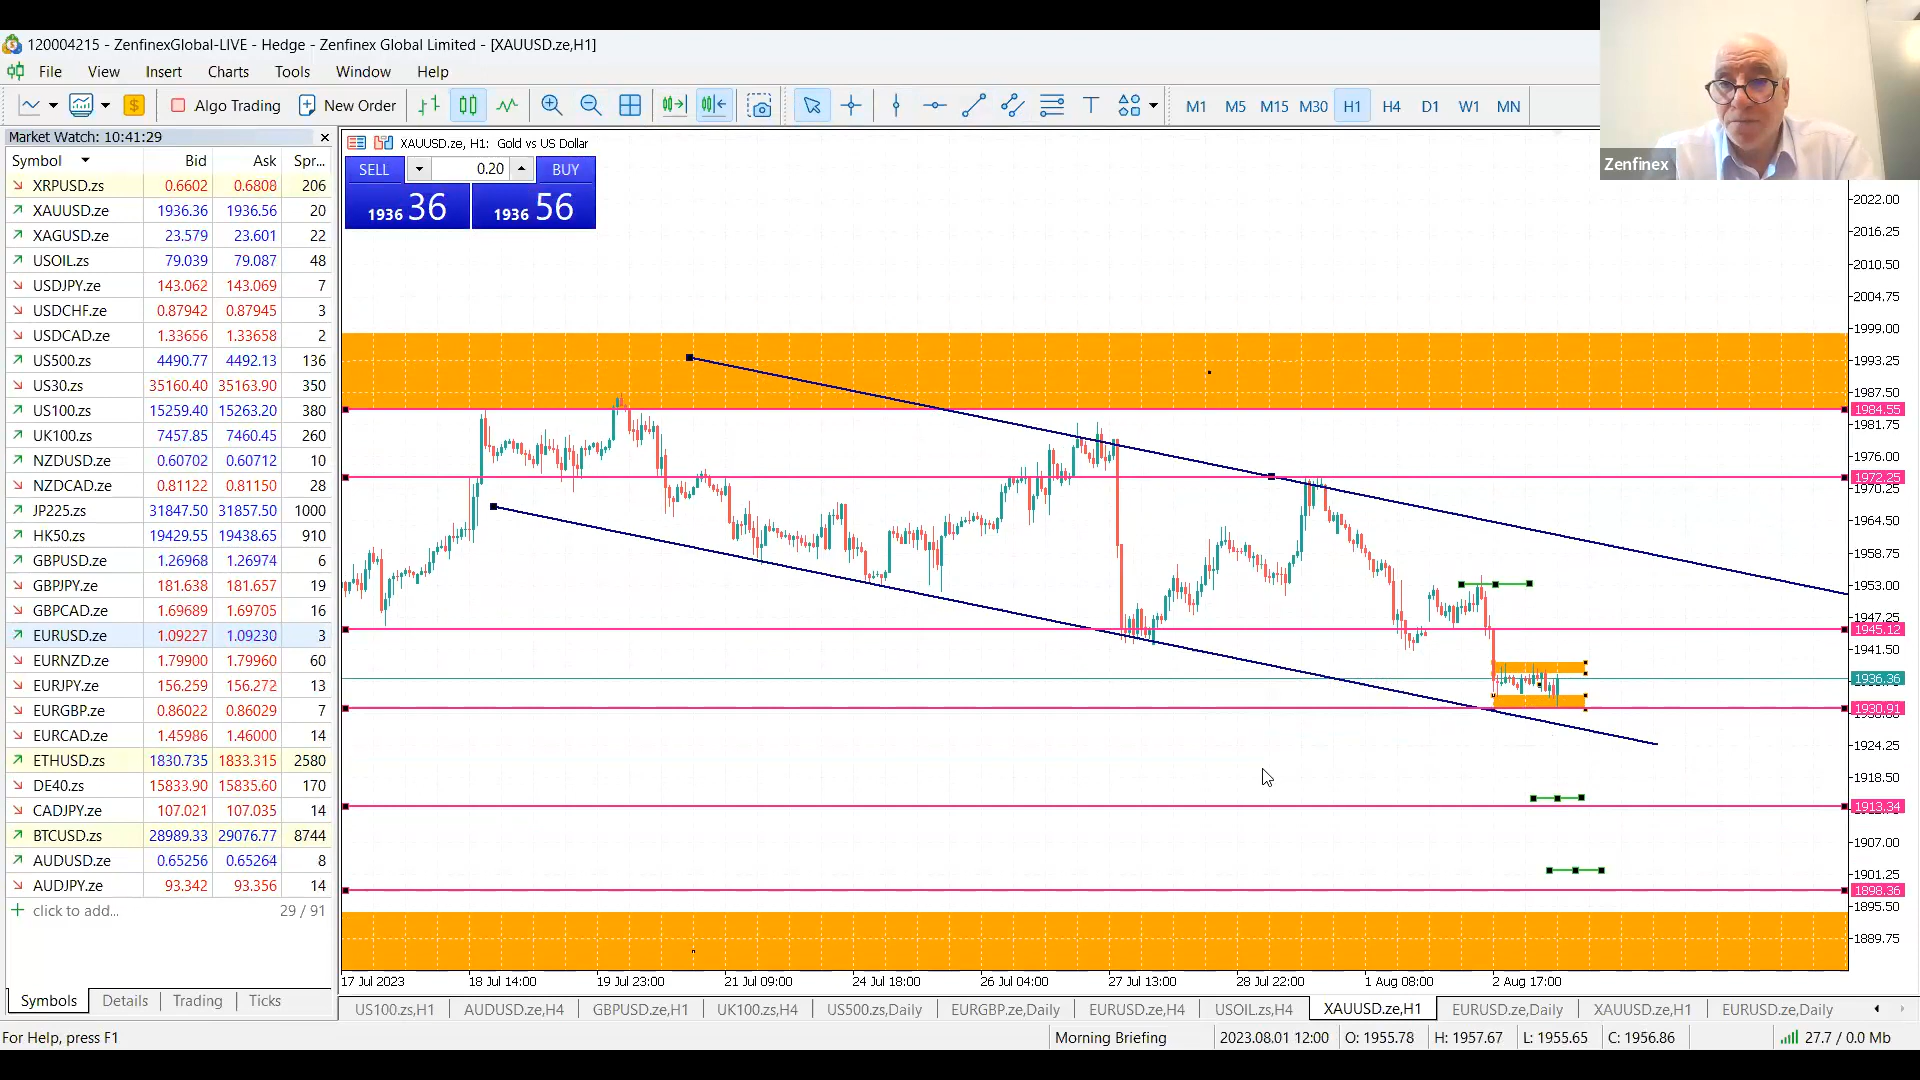 120004215 - ZenfinexGlobal-LIVE - Hedge - Zenfinex Global Limited - [XAUUSD.ze,H1]
File View Insert Charts Tools Window Help
Algo Trading New Order T M1 M5 M15 M30 H1 H4 D1 W1 MN
Zenfinex
Market Watch: 10:41:29
Symbol Bid Ask Spr...
XRPUSD.zs 0.6602 0.6808 206
XAUUSD.ze 1936.36 1936.56 20
XAGUSD.ze 23.579 23.601 22
USOIL.zs 79.039 79.087 48
USDJPY.ze 143.062 143.069 7
USDCHF.ze 0.87942 0.87945 3
USDCAD.ze 1.33656 1.33658 2
US500.zs 4490.77 4492.13 136
US30.zs 35160.40 35163.90 350
US100.zs 15259.40 15263.20 380
UK100.zs 7457.85 7460.45 260
NZDUSD.ze 0.60702 0.60712 10
NZDCAD.ze 0.81122 0.81150 28
JP225.zs 31847.50 31857.50 1000
HK50.zs 19429.55 19438.65 910
GBPUSD.ze 1.26968 1.26974 6
GBPJPY.ze 181.638 181.657 19
GBPCAD.ze 1.69689 1.69705 16
EURUSD.ze 1.09227 1.09230 3
EURNZD.ze 1.79900 1.79960 60
EURJPY.ze 156.259 156.272 13
EURGBP.ze 0.86022 0.86029 7
EURCAD.ze 1.45986 1.46000 14
ETHUSD.zs 1830.735 1833.315 2580
DE40.zs 15833.90 15835.60 170
CADJPY.ze 107.021 107.035 14
BTCUSD.zs 28989.33 29076.77 8744
AUDUSD.ze 0.65256 0.65264 8
AUDJPY.ze 93.342 93.356 14
click to add... 29 / 91
Symbols Details Trading Ticks
XAUUSD.ze, H1: Gold vs US Dollar
SELL 0.20 BUY
1936 36 1936 56
2022.00
2016.25
2010.50
2004.75
1999.00
1993.25
1987.50
1984.55
1981.75
1976.00
1972.25
1970.25
1964.50
1958.75
1953.00
1947.25
1945.12
1941.50
1936.36
1930.91
1924.25
1918.50
1913.34
1907.00
1901.25
1898.36
1895.50
1889.75
17 Jul 2023 18 Jul 14:00 19 Jul 23:00 21 Jul 09:00 24 Jul 18:00 26 Jul 04:00 27 Jul 13:00 28 Jul 22:00 1 Aug 08:00 2 Aug 17:00
US100.zs,H1 AUDUSD.ze,H4 GBPUSD.ze,H1 UK100.zs,H4 US500.zs,Daily EURGBP.ze,Daily EURUSD.ze,H4 USOIL.zs,H4 XAUUSD.ze,H1 EURUSD.ze,Daily XAUUSD.ze,H1 EURUSD.ze,Daily
For Help, press F1 Morning Briefing 2023.08.01 12:00 O: 1955.78 H: 1957.67 L: 1955.65 C: 1956.86 27.7 / 0.0 Mb